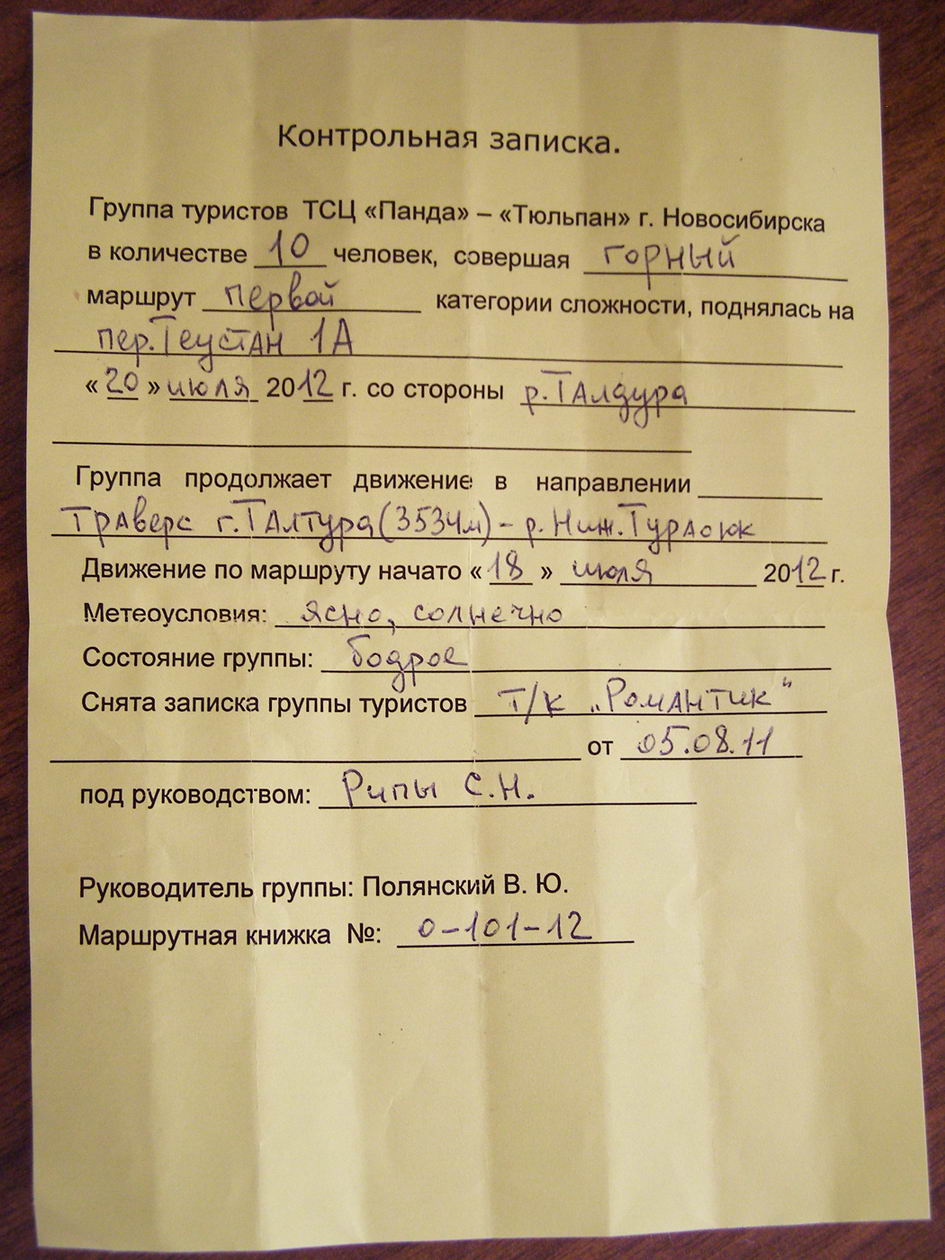 Контрольная записка.
Группа туристов ТСЦ «Панда» – «Тюльпан» г. Новосибирска
в количестве 10 человек, совершая горный
маршрут первой категории сложности, поднялась на
пер. Теустан 1А
«20» июля 2012 г. со стороны р. Талдура
Группа продолжает движение в направлении
Траверс г. Талтура (3534м) – р. Ниж. Тураоюк
Движение по маршруту начато «18» июля 2012 г.
Метеоусловия: ясно, солнечно
Состояние группы: бодрое
Снята записка группы туристов т/к „Романтик"
от 05.08.11
под руководством: Рипы С.Н.
Руководитель группы: Полянский В. Ю.
Маршрутная книжка №: 0-101-12